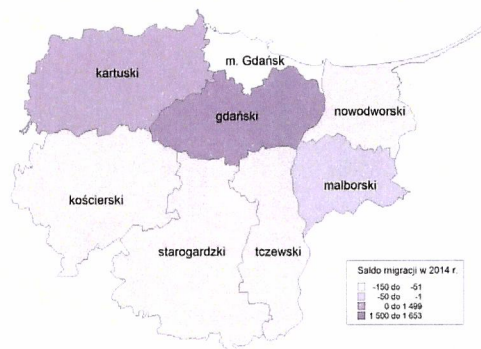 m. Gdańsk
kartuski
gdański
nowodworski
malborski
kościerski
starogardzki
tczewski
Saldo migracji w 2014 r.
-150 do -51
-50 do -1
0 do 1 499
1 500 do 1 653